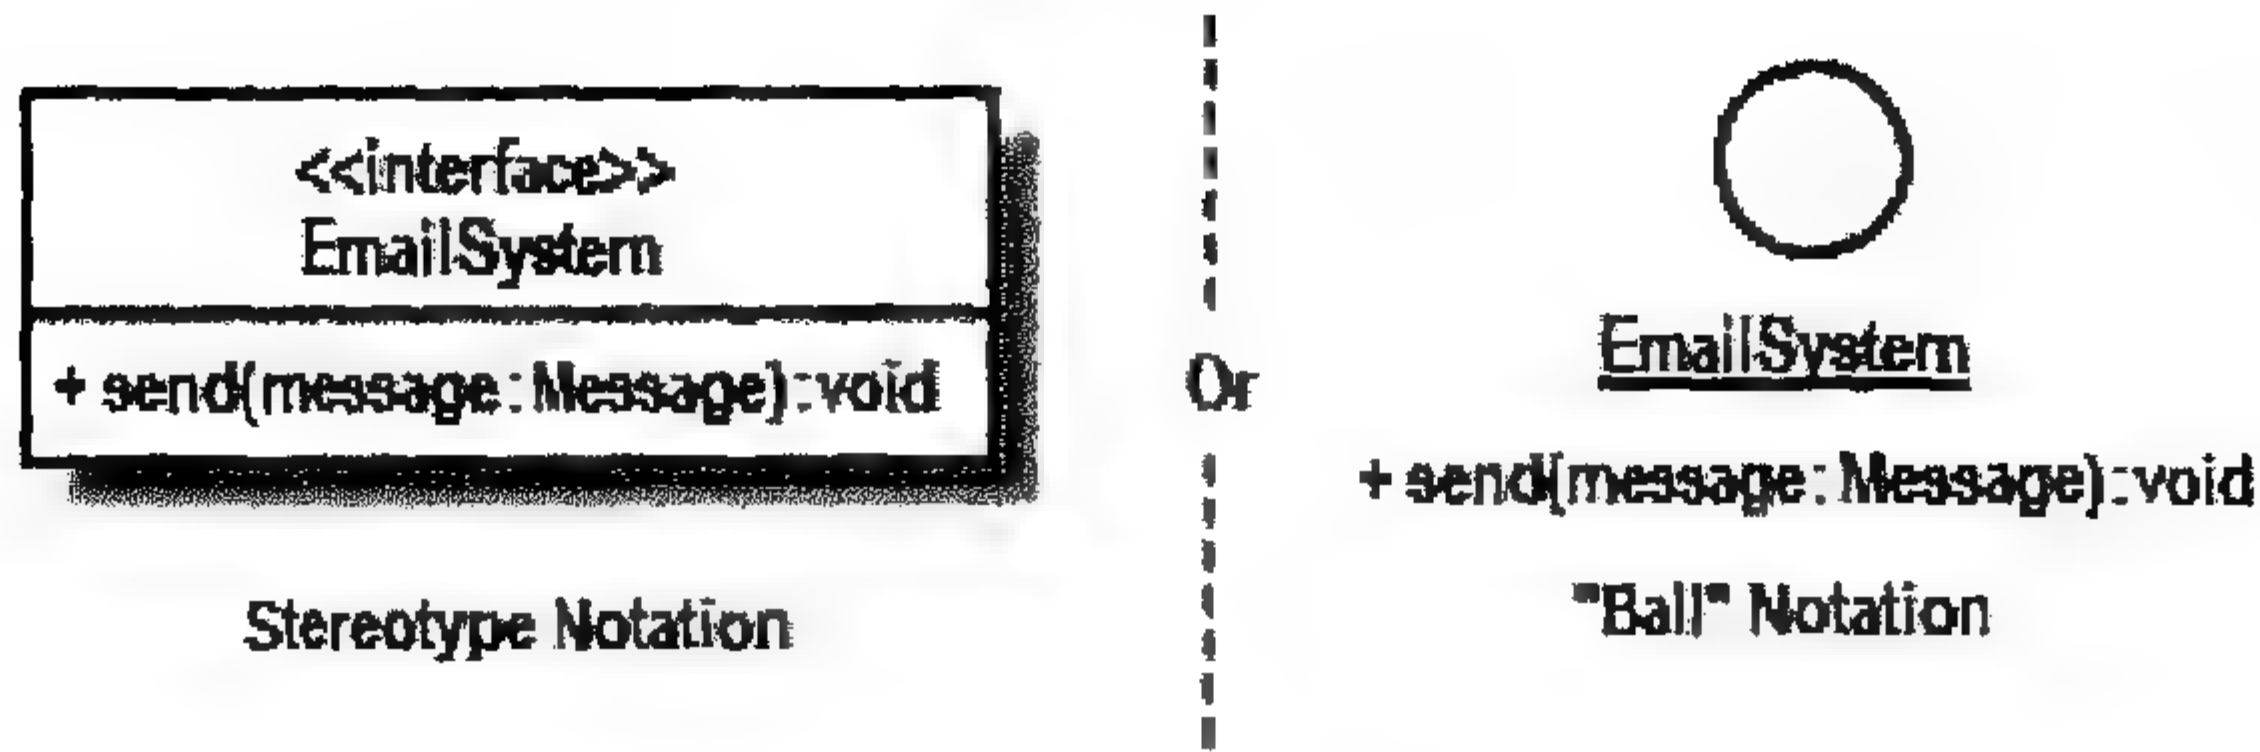 <<interface>>
EmailSystem
+ send(message:Message):void
Stereotype Notation
Or
EmailSystem
+ send(message:Message):void
"Ball" Notation